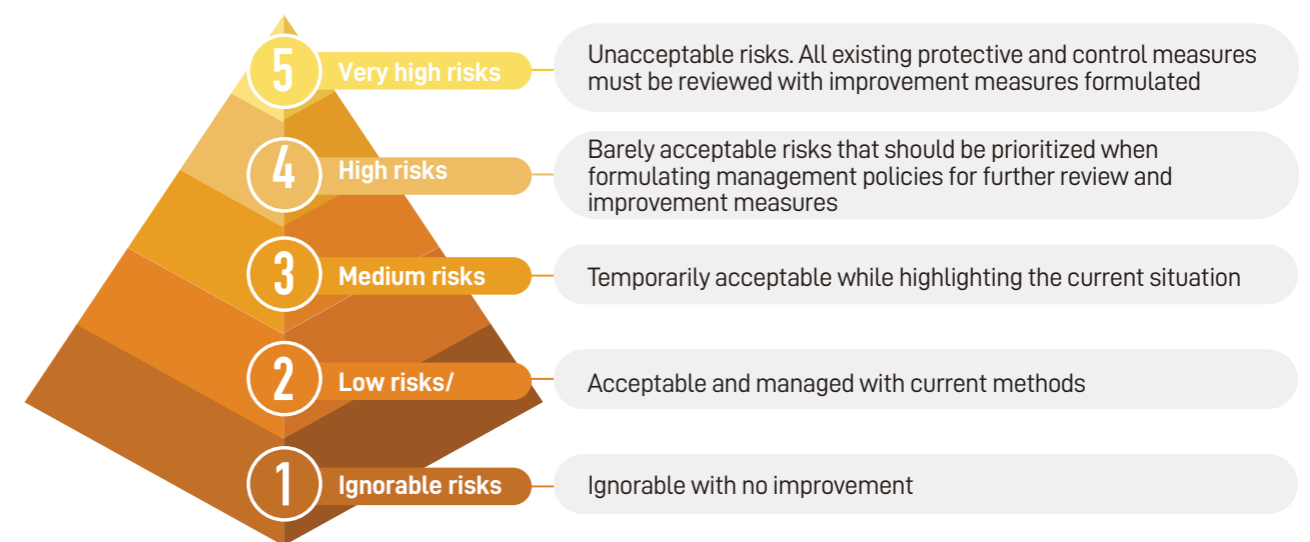 5
Very high risks
Unacceptable risks. All existing protective and control measures
must be reviewed with improvement measures formulated
4
High risks
Barely acceptable risks that should be prioritized when
formulating management policies for further review and
improvement measures
3
Medium risks
Temporarily acceptable while highlighting the current situation
2
Low risks/
Acceptable and managed with current methods
1
Ignorable risks
Ignorable with no improvement